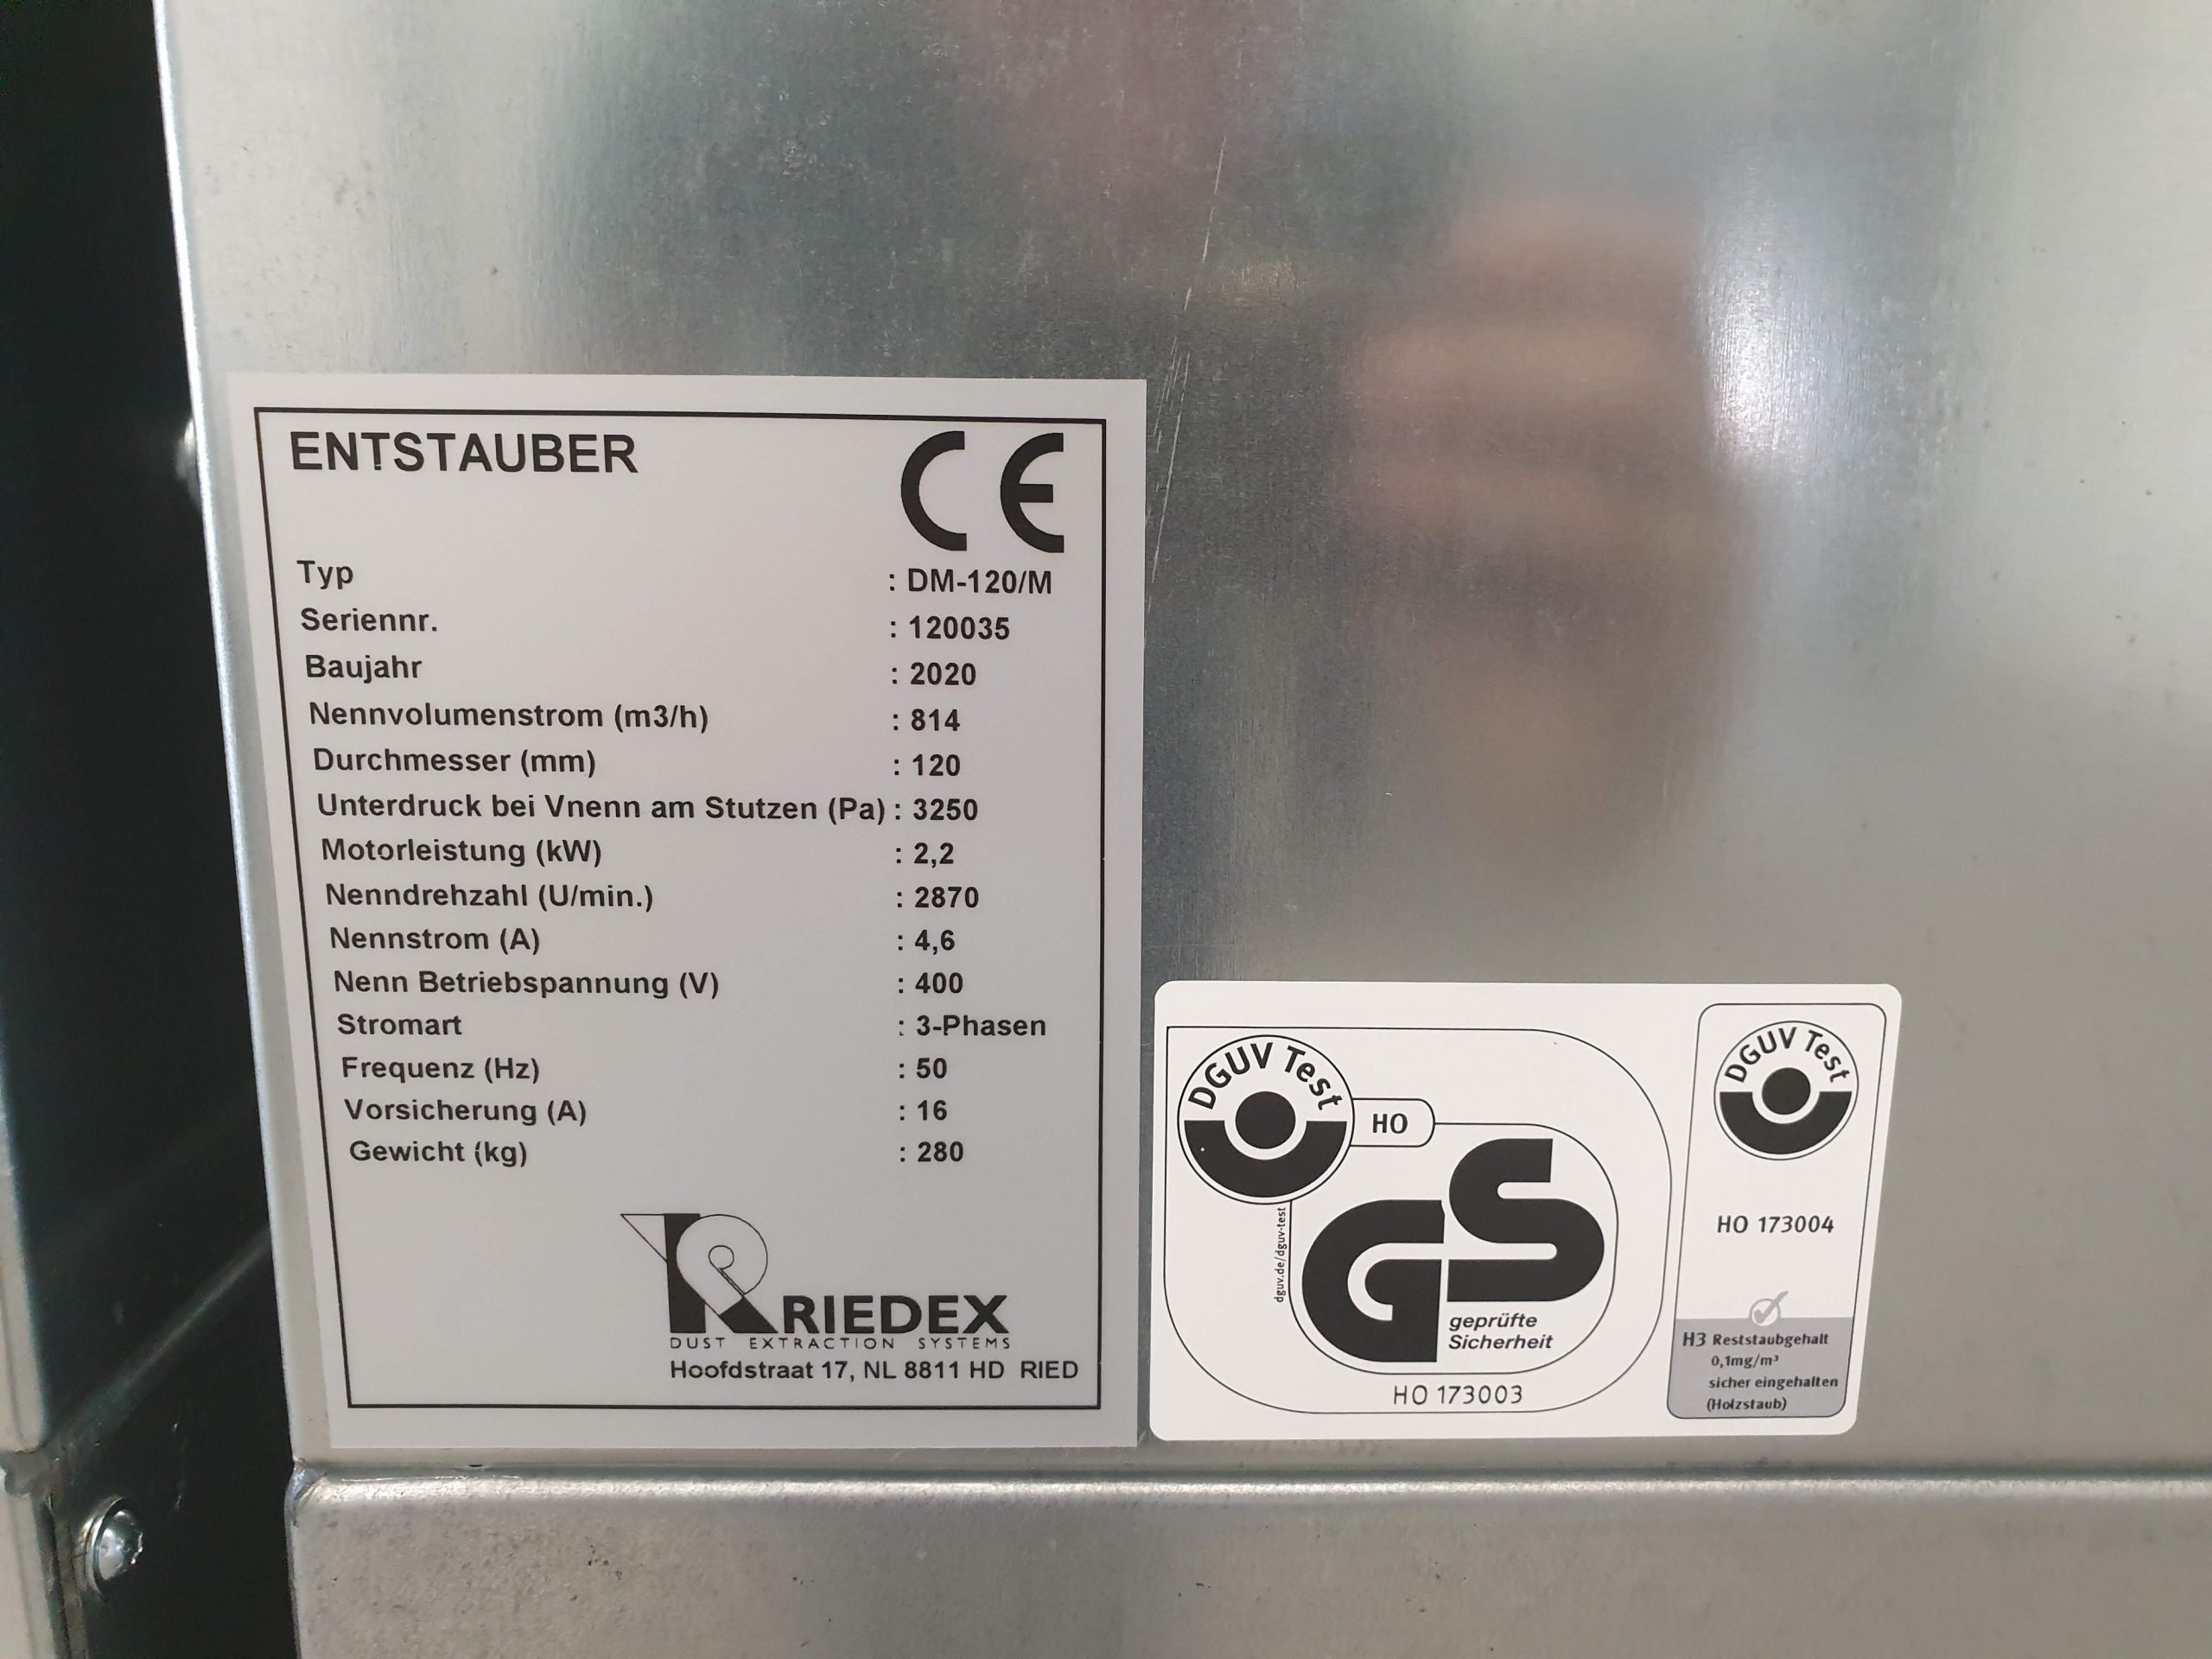 ENTSTAUBER
CE
Typ : DM-120/M
Seriennr. : 120035
Baujahr : 2020
Nennvolumenstrom (m3/h) : 814
Durchmesser (mm) : 120
Unterdruck bei Vnenn am Stutzen (Pa) : 3250
Motorleistung (kW) : 2,2
Nenndrehzahl (U/min.) : 2870
Nennstrom (A) : 4,6
Nenn Betriebspannung (V) : 400
Stromart : 3-Phasen
Frequenz (Hz) : 50
Vorsicherung (A) : 16
Gewicht (kg) : 280
RIEDEX
DUST EXTRACTION SYSTEMS
Hoofdstraat 17, NL 8811 HD RIED
DGUV Test
HO
dguv.de/dguv-test
GS
geprüfte
Sicherheit
HO 173003
DGUV Test
HO 173004
H3 Reststaubgehalt
0,1mg/m³
sicher eingehalten
(Holzstaub)